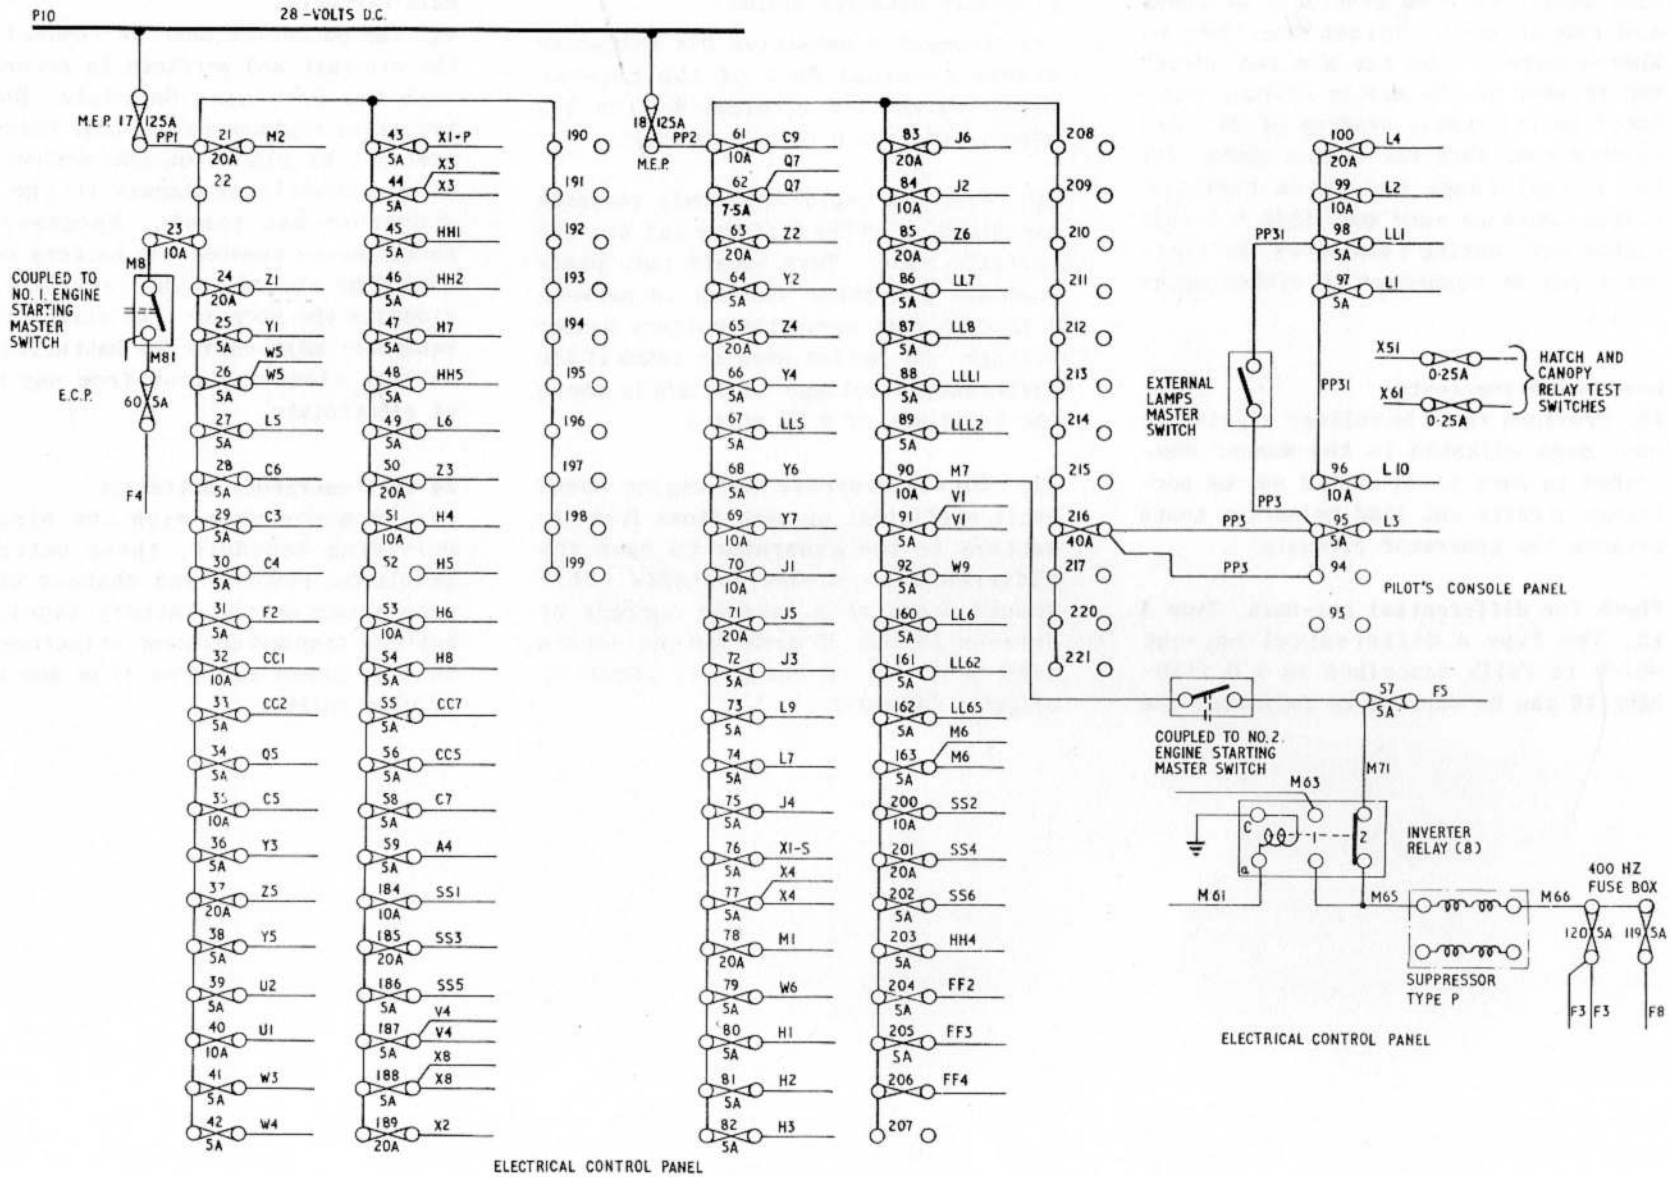 P10
28-VOLTS D.C.
M.E.P. 17 125A
PP1
21 M2
20A
22
23
10A
M8
COUPLED TO
NO. 1. ENGINE
STARTING
MASTER
SWITCH
M81
E.C.P.
60 5A
F4
24 Z1
20A
25 Y1
5A
W5
26 W5
5A
27 L5
5A
28 C6
5A
29 C3
5A
30 C4
5A
31 F2
5A
32 CC1
10A
33 CC2
5A
34 Q5
5A
35 C5
10A
36 Y3
5A
37 Z5
20A
38 Y5
5A
39 U2
5A
40 U1
10A
41 W3
5A
42 W4
5A
43 X1-P
5A
X3
44 X3
5A
45 HH1
5A
46 HH2
5A
47 H7
5A
48 HH5
5A
49 L6
5A
50 Z3
20A
51 H4
10A
52 H5
53 H6
10A
54 H8
5A
55 CC7
5A
56 CC5
5A
58 C7
5A
59 A4
5A
184 SS1
10A
185 SS3
20A
186 SS5
5A
V4
187 V4
5A
X8
188 X8
5A
189 X2
20A
190
191
192
193
194
195
196
197
198
199
18 125A
M.E.P.
PP2
61 C9
10A
Q7
62 Q7
7·5A
63 Z2
20A
64 Y2
5A
65 Z4
20A
66 Y4
5A
67 LL5
5A
68 Y6
5A
69 Y7
10A
70 J1
10A
71 J5
20A
72 J3
5A
73 L9
5A
74 L7
5A
75 J4
5A
76 X1-S
5A
X4
77 X4
5A
78 M1
20A
79 W6
5A
80 H1
5A
81 H2
5A
82 H3
5A
83 J6
20A
84 J2
10A
85 Z6
20A
86 LL7
5A
87 LL8
5A
88 LLL1
5A
89 LLL2
5A
90 M7
10A
V1
91 V1
5A
92 W9
5A
160 LL6
5A
161 LL62
5A
162 LL65
5A
M6
163 M6
5A
200 SS2
10A
201 SS4
20A
202 SS6
5A
203 HH4
5A
204 FF2
5A
205 FF3
5A
206 FF4
207
208
209
210
211
212
213
214
215
216
40A
217
220
221
PP3
PP3
100 L4
20A
99 L2
10A
PP31
98 LL1
5A
97 L1
5A
PP31
EXTERNAL
LAMPS
MASTER
SWITCH
96 L10
10A
PP3
95 L3
5A
94
PILOT'S CONSOLE PANEL
95
X51
0·25A
X61
0·25A
HATCH AND
CANOPY
RELAY TEST
SWITCHES
COUPLED TO NO.2.
ENGINE STARTING
MASTER SWITCH
57 F5
5A
M71
M63
C
1
2
a
INVERTER
RELAY (8)
M61
M65
M66
SUPPRESSOR
TYPE P
400 HZ
FUSE BOX
120 5A 119 5A
F3 F3 F8
ELECTRICAL CONTROL PANEL
ELECTRICAL CONTROL PANEL